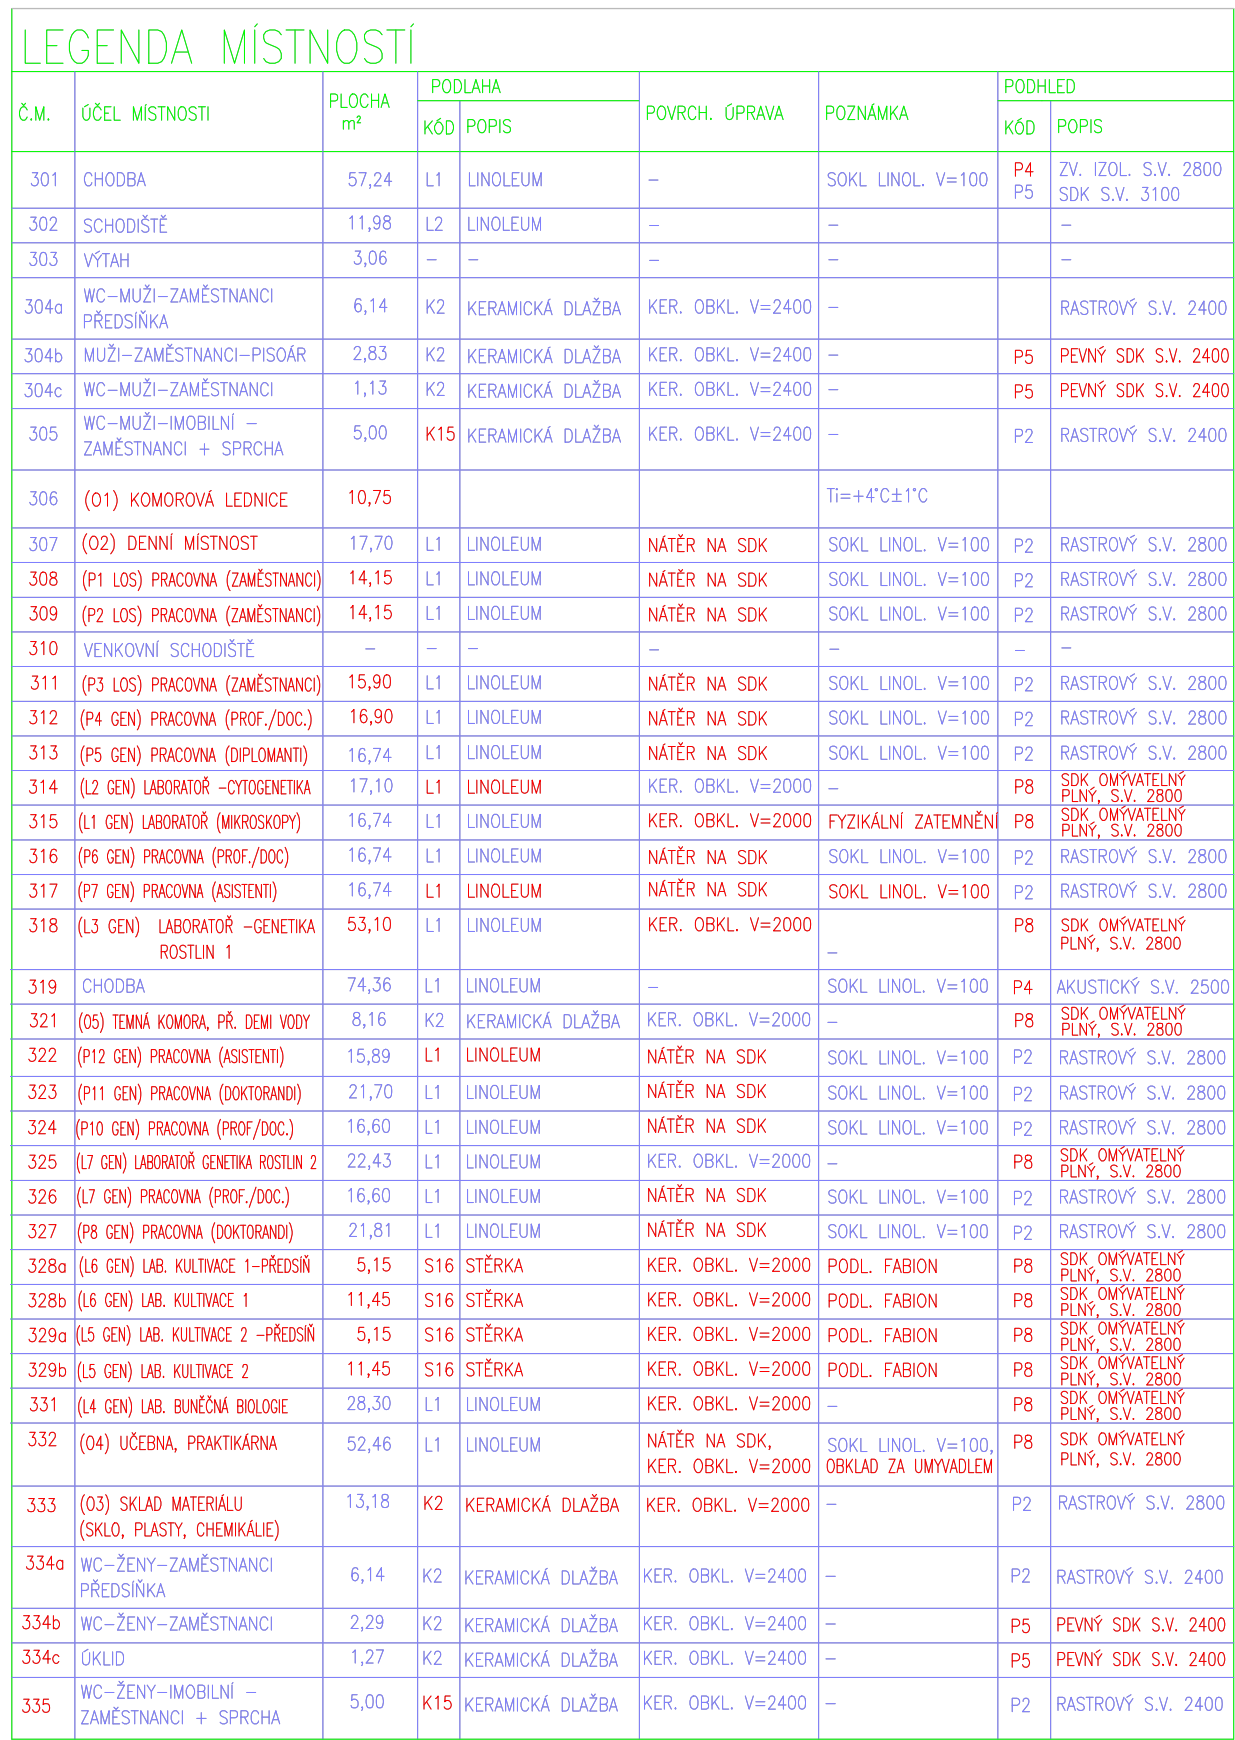 LEGENDA MÍSTNOSTÍ
Č.M. ÚČEL MÍSTNOSTI PLOCHA m² PODLAHA POVRCH. ÚPRAVA POZNÁMKA PODHLED
KÓD POPIS KÓD POPIS
301 CHODBA 57,24 L1 LINOLEUM – SOKL LINOL. V=100 P4 ZV. IZOL. S.V. 2800
P5 SDK S.V. 3100
302 SCHODIŠTĚ 11,98 L2 LINOLEUM – – –
303 VÝTAH 3,06 – – – – –
304a WC–MUŽI–ZAMĚSTNANCI
PŘEDSÍŇKA 6,14 K2 KERAMICKÁ DLAŽBA KER. OBKL. V=2400 – RASTROVÝ S.V. 2400
304b MUŽI–ZAMĚSTNANCI–PISOÁR 2,83 K2 KERAMICKÁ DLAŽBA KER. OBKL. V=2400 – P5 PEVNÝ SDK S.V. 2400
304c WC–MUŽI–ZAMĚSTNANCI 1,13 K2 KERAMICKÁ DLAŽBA KER. OBKL. V=2400 – P5 PEVNÝ SDK S.V. 2400
305 WC–MUŽI–IMOBILNÍ –
ZAMĚSTNANCI + SPRCHA 5,00 K15 KERAMICKÁ DLAŽBA KER. OBKL. V=2400 – P2 RASTROVÝ S.V. 2400
306 (O1) KOMOROVÁ LEDNICE 10,75 Ti=+4°C±1°C
307 (O2) DENNÍ MÍSTNOST 17,70 L1 LINOLEUM NÁTĚR NA SDK SOKL LINOL. V=100 P2 RASTROVÝ S.V. 2800
308 (P1 LOS) PRACOVNA (ZAMĚSTNANCI) 14,15 L1 LINOLEUM NÁTĚR NA SDK SOKL LINOL. V=100 P2 RASTROVÝ S.V. 2800
309 (P2 LOS) PRACOVNA (ZAMĚSTNANCI) 14,15 L1 LINOLEUM NÁTĚR NA SDK SOKL LINOL. V=100 P2 RASTROVÝ S.V. 2800
310 VENKOVNÍ SCHODIŠTĚ – – – – – – –
311 (P3 LOS) PRACOVNA (ZAMĚSTNANCI) 15,90 L1 LINOLEUM NÁTĚR NA SDK SOKL LINOL. V=100 P2 RASTROVÝ S.V. 2800
312 (P4 GEN) PRACOVNA (PROF./DOC.) 16,90 L1 LINOLEUM NÁTĚR NA SDK SOKL LINOL. V=100 P2 RASTROVÝ S.V. 2800
313 (P5 GEN) PRACOVNA (DIPLOMANTI) 16,74 L1 LINOLEUM NÁTĚR NA SDK SOKL LINOL. V=100 P2 RASTROVÝ S.V. 2800
314 (L2 GEN) LABORATOŘ –CYTOGENETIKA 17,10 L1 LINOLEUM KER. OBKL. V=2000 – P8 SDK OMÝVATELNÝ
PLNÝ, S.V. 2800
315 (L1 GEN) LABORATOŘ (MIKROSKOPY) 16,74 L1 LINOLEUM KER. OBKL. V=2000 FYZIKÁLNÍ ZATEMNĚNÍ P8 SDK OMÝVATELNÝ
PLNÝ, S.V. 2800
316 (P6 GEN) PRACOVNA (PROF./DOC) 16,74 L1 LINOLEUM NÁTĚR NA SDK SOKL LINOL. V=100 P2 RASTROVÝ S.V. 2800
317 (P7 GEN) PRACOVNA (ASISTENTI) 16,74 L1 LINOLEUM NÁTĚR NA SDK SOKL LINOL. V=100 P2 RASTROVÝ S.V. 2800
318 (L3 GEN) LABORATOŘ –GENETIKA 53,10 L1 LINOLEUM KER. OBKL. V=2000 P8 SDK OMÝVATELNÝ
ROSTLIN 1 – PLNÝ, S.V. 2800
319 CHODBA 74,36 L1 LINOLEUM – SOKL LINOL. V=100 P4 AKUSTICKÝ S.V. 2500
321 (O5) TEMNÁ KOMORA, PŘ. DEMI VODY 8,16 K2 KERAMICKÁ DLAŽBA KER. OBKL. V=2000 – P8 SDK OMÝVATELNÝ
PLNÝ, S.V. 2800
322 (P12 GEN) PRACOVNA (ASISTENTI) 15,89 L1 LINOLEUM NÁTĚR NA SDK SOKL LINOL. V=100 P2 RASTROVÝ S.V. 2800
323 (P11 GEN) PRACOVNA (DOKTORANDI) 21,70 L1 LINOLEUM NÁTĚR NA SDK SOKL LINOL. V=100 P2 RASTROVÝ S.V. 2800
324 (P10 GEN) PRACOVNA (PROF/DOC.) 16,60 L1 LINOLEUM NÁTĚR NA SDK SOKL LINOL. V=100 P2 RASTROVÝ S.V. 2800
325 (L7 GEN) LABORATOŘ GENETIKA ROSTLIN 2 22,43 L1 LINOLEUM KER. OBKL. V=2000 – P8 SDK OMÝVATELNÝ
PLNÝ, S.V. 2800
326 (L7 GEN) PRACOVNA (PROF./DOC.) 16,60 L1 LINOLEUM NÁTĚR NA SDK SOKL LINOL. V=100 P2 RASTROVÝ S.V. 2800
327 (P8 GEN) PRACOVNA (DOKTORANDI) 21,81 L1 LINOLEUM NÁTĚR NA SDK SOKL LINOL. V=100 P2 RASTROVÝ S.V. 2800
328a (L6 GEN) LAB. KULTIVACE 1–PŘEDSÍŇ 5,15 S16 STĚRKA KER. OBKL. V=2000 PODL. FABION P8 SDK OMÝVATELNÝ
PLNÝ, S.V. 2800
328b (L6 GEN) LAB. KULTIVACE 1 11,45 S16 STĚRKA KER. OBKL. V=2000 PODL. FABION P8 SDK OMÝVATELNÝ
PLNÝ, S.V. 2800
329a (L5 GEN) LAB. KULTIVACE 2 –PŘEDSÍŇ 5,15 S16 STĚRKA KER. OBKL. V=2000 PODL. FABION P8 SDK OMÝVATELNÝ
PLNÝ, S.V. 2800
329b (L5 GEN) LAB. KULTIVACE 2 11,45 S16 STĚRKA KER. OBKL. V=2000 PODL. FABION P8 SDK OMÝVATELNÝ
PLNÝ, S.V. 2800
331 (L4 GEN) LAB. BUNĚČNÁ BIOLOGIE 28,30 L1 LINOLEUM KER. OBKL. V=2000 – P8 SDK OMÝVATELNÝ
PLNÝ, S.V. 2800
332 (O4) UČEBNA, PRAKTIKÁRNA 52,46 L1 LINOLEUM NÁTĚR NA SDK, SOKL LINOL. V=100, P8 SDK OMÝVATELNÝ
KER. OBKL. V=2000 OBKLAD ZA UMYVADLEM PLNÝ, S.V. 2800
333 (O3) SKLAD MATERIÁLU 13,18 K2 KERAMICKÁ DLAŽBA KER. OBKL. V=2000 – P2 RASTROVÝ S.V. 2800
(SKLO, PLASTY, CHEMIKÁLIE)
334a WC–ŽENY–ZAMĚSTNANCI
PŘEDSÍŇKA 6,14 K2 KERAMICKÁ DLAŽBA KER. OBKL. V=2400 – P2 RASTROVÝ S.V. 2400
334b WC–ŽENY–ZAMĚSTNANCI 2,29 K2 KERAMICKÁ DLAŽBA KER. OBKL. V=2400 – P5 PEVNÝ SDK S.V. 2400
334c ÚKLID 1,27 K2 KERAMICKÁ DLAŽBA KER. OBKL. V=2400 – P5 PEVNÝ SDK S.V. 2400
335 WC–ŽENY–IMOBILNÍ –
ZAMĚSTNANCI + SPRCHA 5,00 K15 KERAMICKÁ DLAŽBA KER. OBKL. V=2400 – P2 RASTROVÝ S.V. 2400